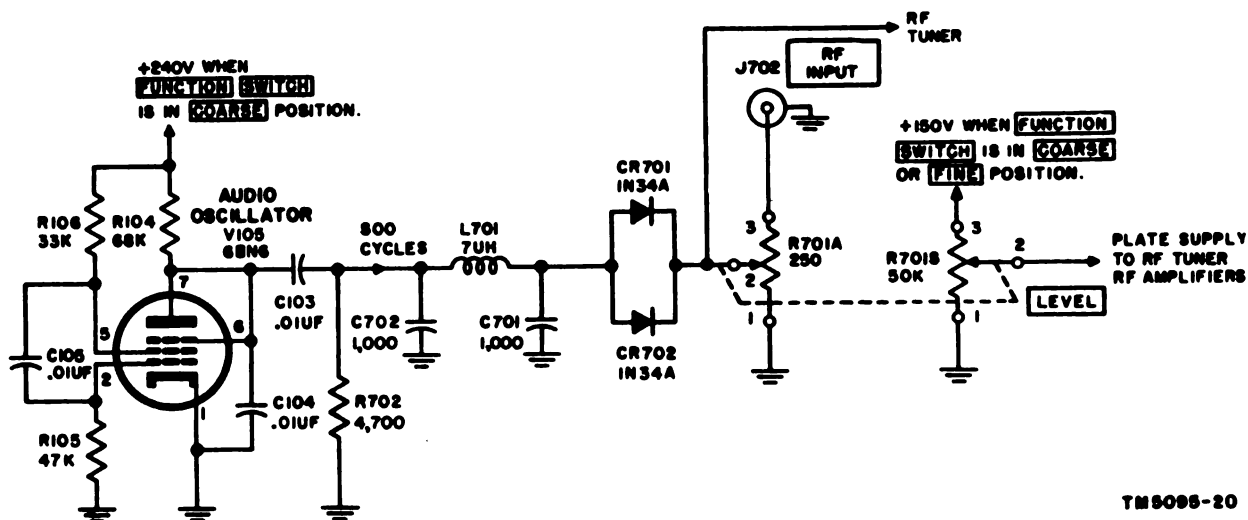 RF
TUNER
+240V WHEN
FUNCTION SWITCH
IS IN COARSE POSITION.
J702
RF
INPUT
+150V WHEN FUNCTION
SWITCH IS IN COARSE
OR FINE POSITION.
CR701
1N34A
AUDIO
OSCILLATOR
V105
6BN6
R106
33K
R104
68K
800
CYCLES
L701
7UH
3
R701A
250
2
1
3
R701B
50K
2
1
PLATE SUPPLY
TO RF TUNER
RF AMPLIFIERS
LEVEL
7
6
5
2
1
C103
.01UF
C105
.01UF
C702
1,000
C701
1,000
CR702
1N34A
C104
.01UF
R702
4,700
R105
47K
TM5095-20